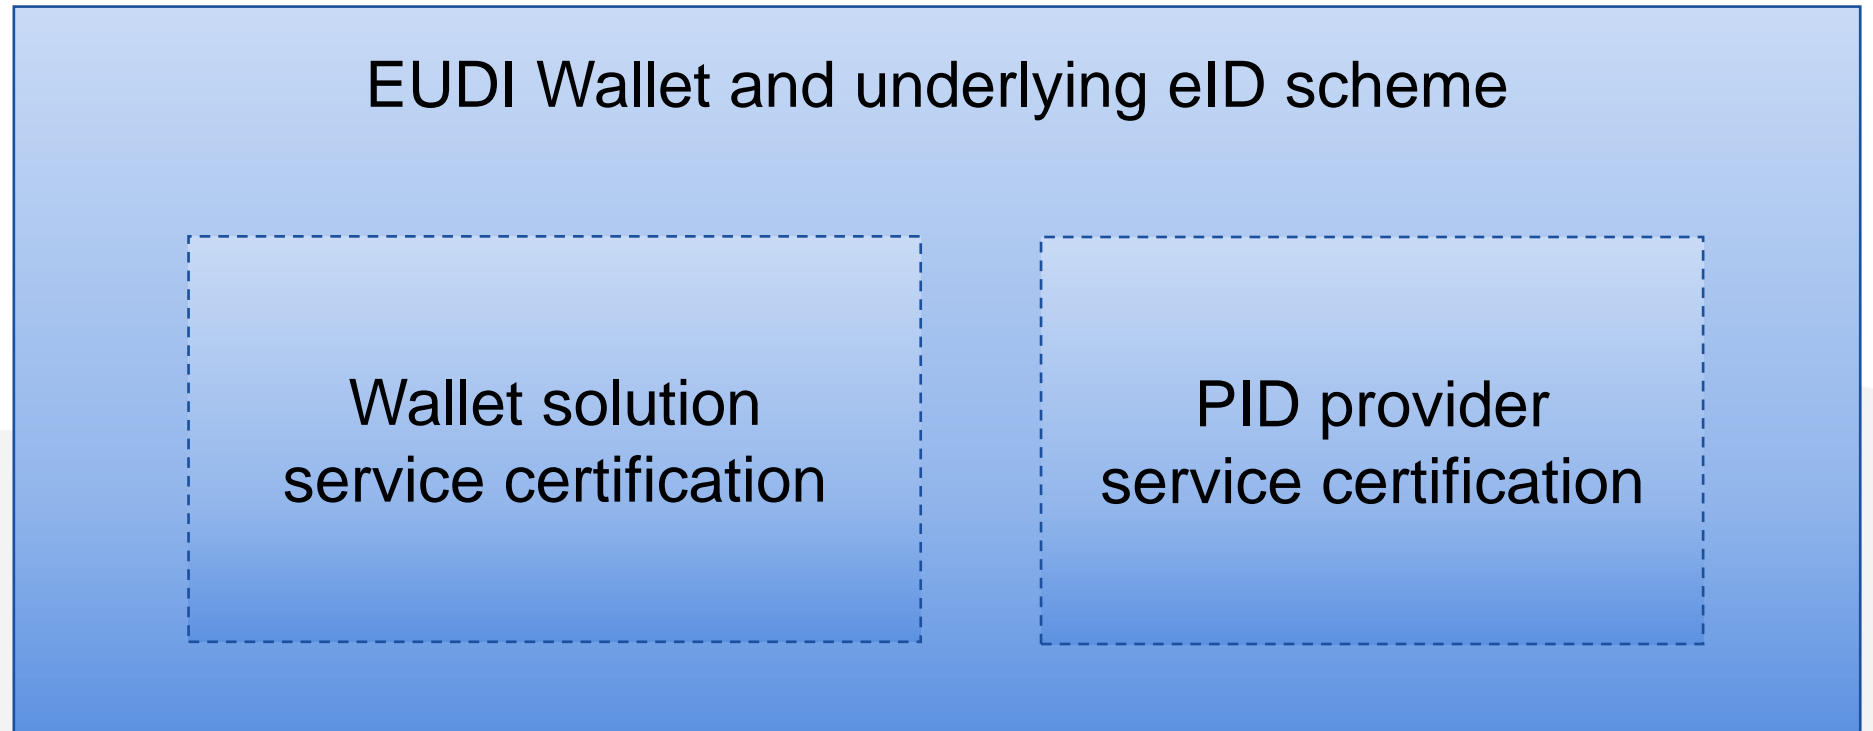 EUDI Wallet and underlying eID scheme
Wallet solution
service certification
PID provider
service certification